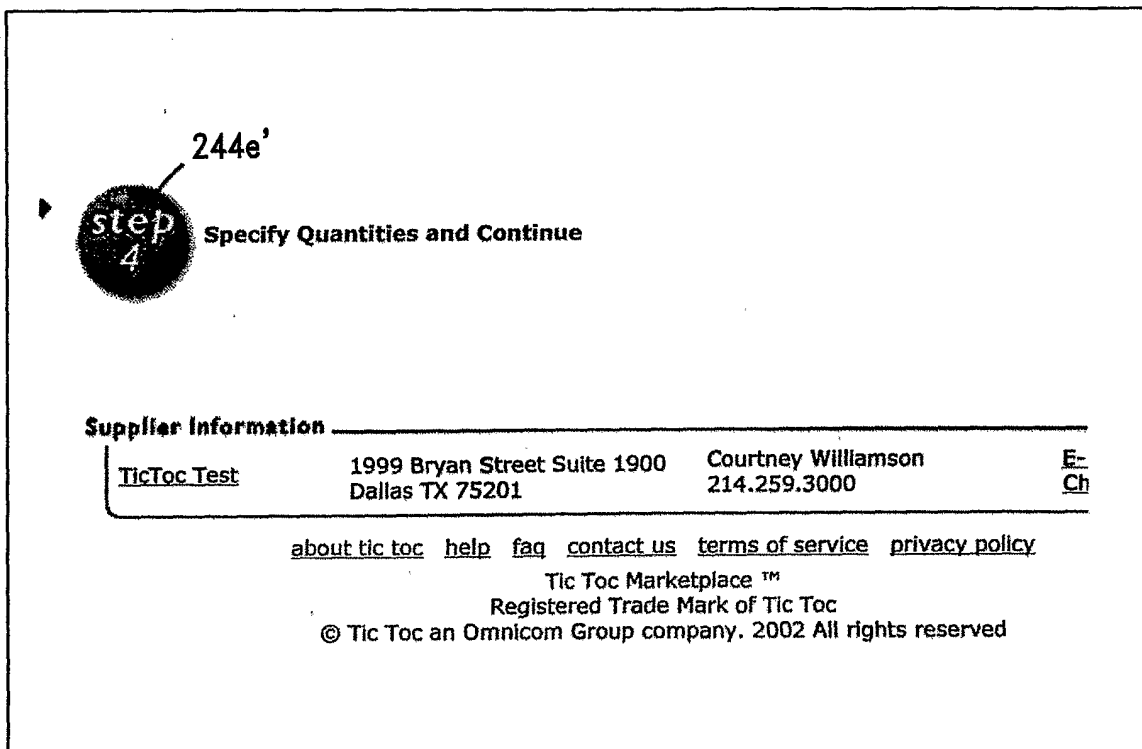 244e'
step
4
Specify Quantities and Continue
Supplier Information
TicToc Test
1999 Bryan Street Suite 1900
Dallas TX 75201
Courtney Williamson
214.259.3000
E-
Ch
about tic toc help faq contact us terms of service privacy policy
Tic Toc Marketplace ™
Registered Trade Mark of Tic Toc
© Tic Toc an Omnicom Group company. 2002 All rights reserved